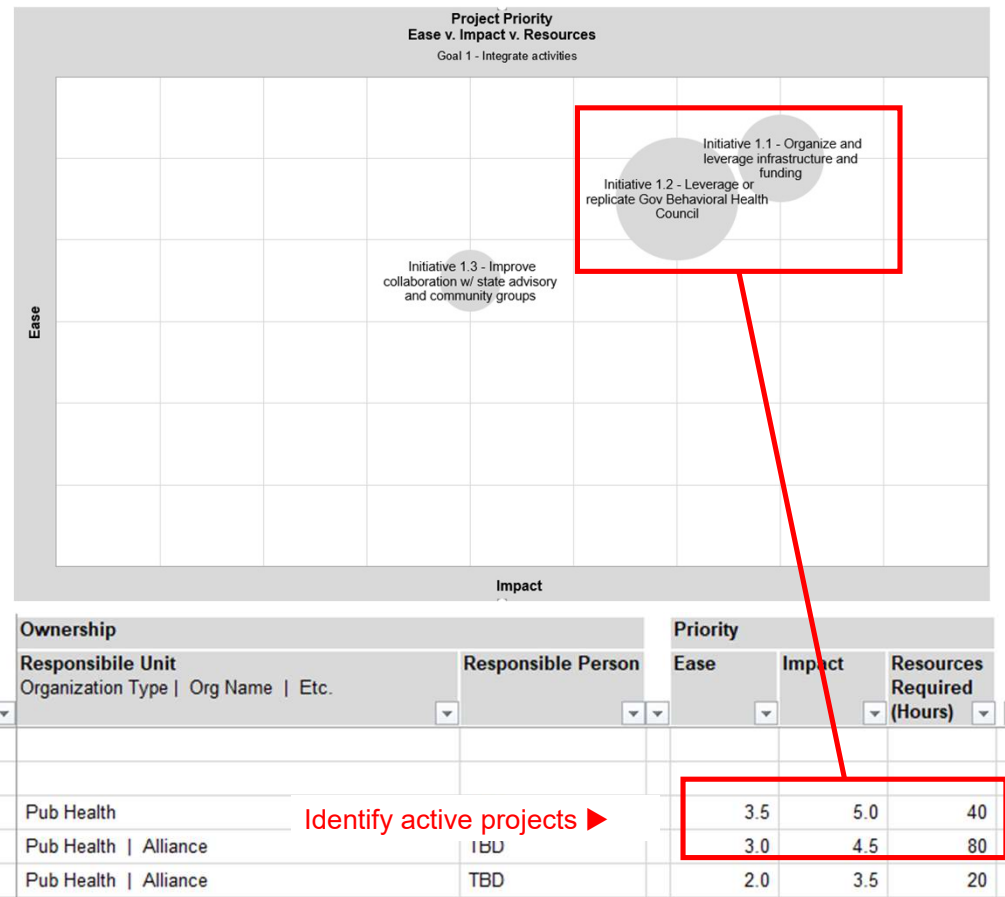 Project Priority
Ease v. Impact v. Resources
Goal 1 - Integrate activities
Initiative 1.1 - Organize and
leverage infrastructure and
funding
Initiative 1.2 - Leverage or
replicate Gov Behavioral Health
Council
Initiative 1.3 - Improve
collaboration w/ state advisory
and community groups
Ease
Impact
Ownership Priority
Responsibile Unit Responsible Person Ease Impact Resources
Organization Type | Org Name | Etc. Required
(Hours)
Pub Health 3.5 5.0 40
Identify active projects ▶
Pub Health | Alliance TBD 3.0 4.5 80
Pub Health | Alliance TBD 2.0 3.5 20